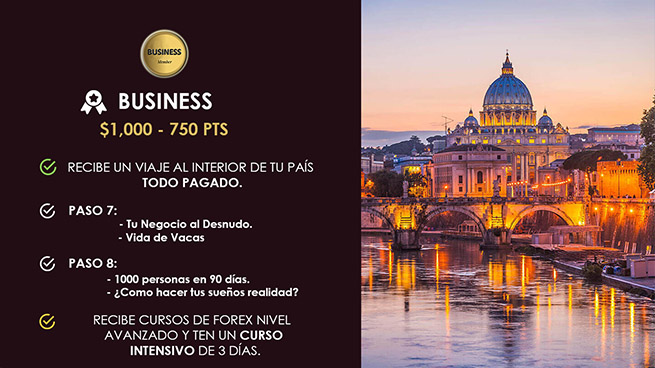 BUSINESS
Member
BUSINESS
$1,000 - 750 PTS
RECIBE UN VIAJE AL INTERIOR DE TU PAÍS
TODO PAGADO.
PASO 7:
- Tu Negocio al Desnudo.
- Vida de Vacas
PASO 8:
- 1000 personas en 90 días.
- ¿Como hacer tus sueños realidad?
RECIBE CURSOS DE FOREX NIVEL
AVANZADO Y TEN UN CURSO
INTENSIVO DE 3 DÍAS.